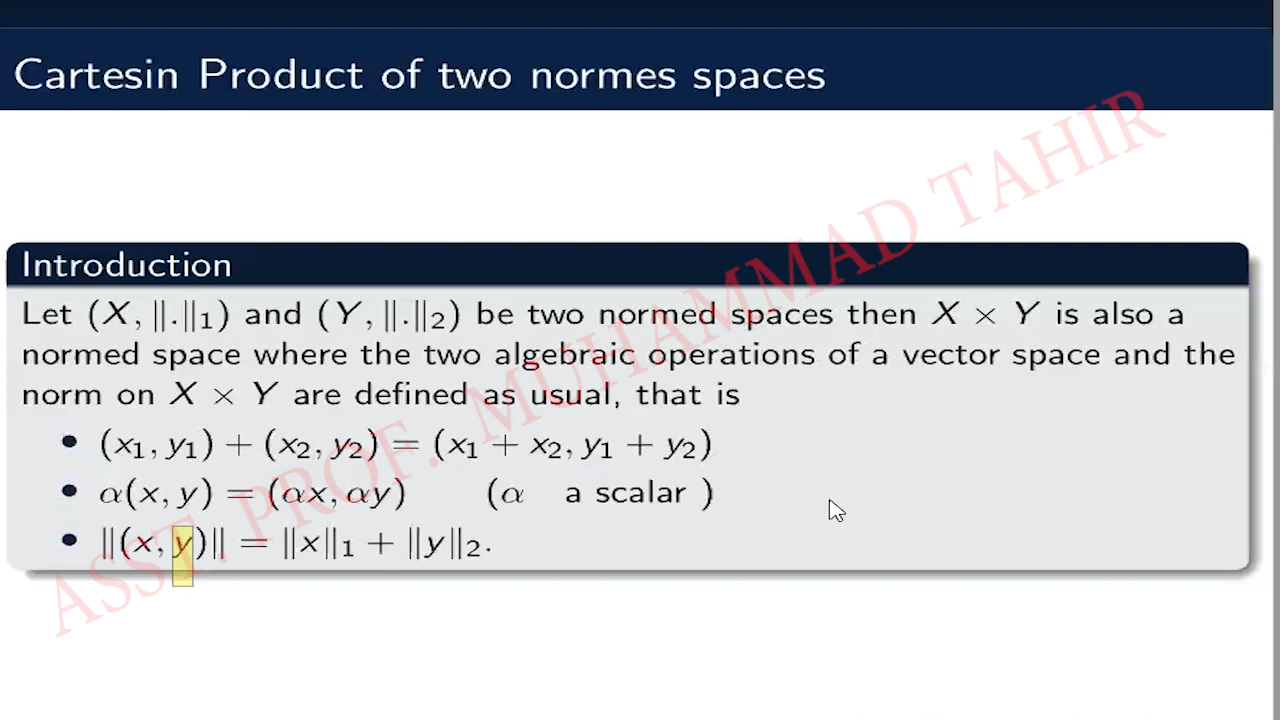 Cartesin Product of two normes spaces
Introduction
Let (X, ‖.‖₁) and (Y, ‖.‖₂) be two normed spaces then X × Y is also a
normed space where the two algebraic operations of a vector space and the
norm on X × Y are defined as usual, that is
• (x₁, y₁) + (x₂, y₂) = (x₁ + x₂, y₁ + y₂)
• α(x, y) = (αx, αy) (α a scalar )
• ‖(x, y)‖ = ‖x‖₁ + ‖y‖₂.
ASST. PROF. MUHAMMAD TAHIR